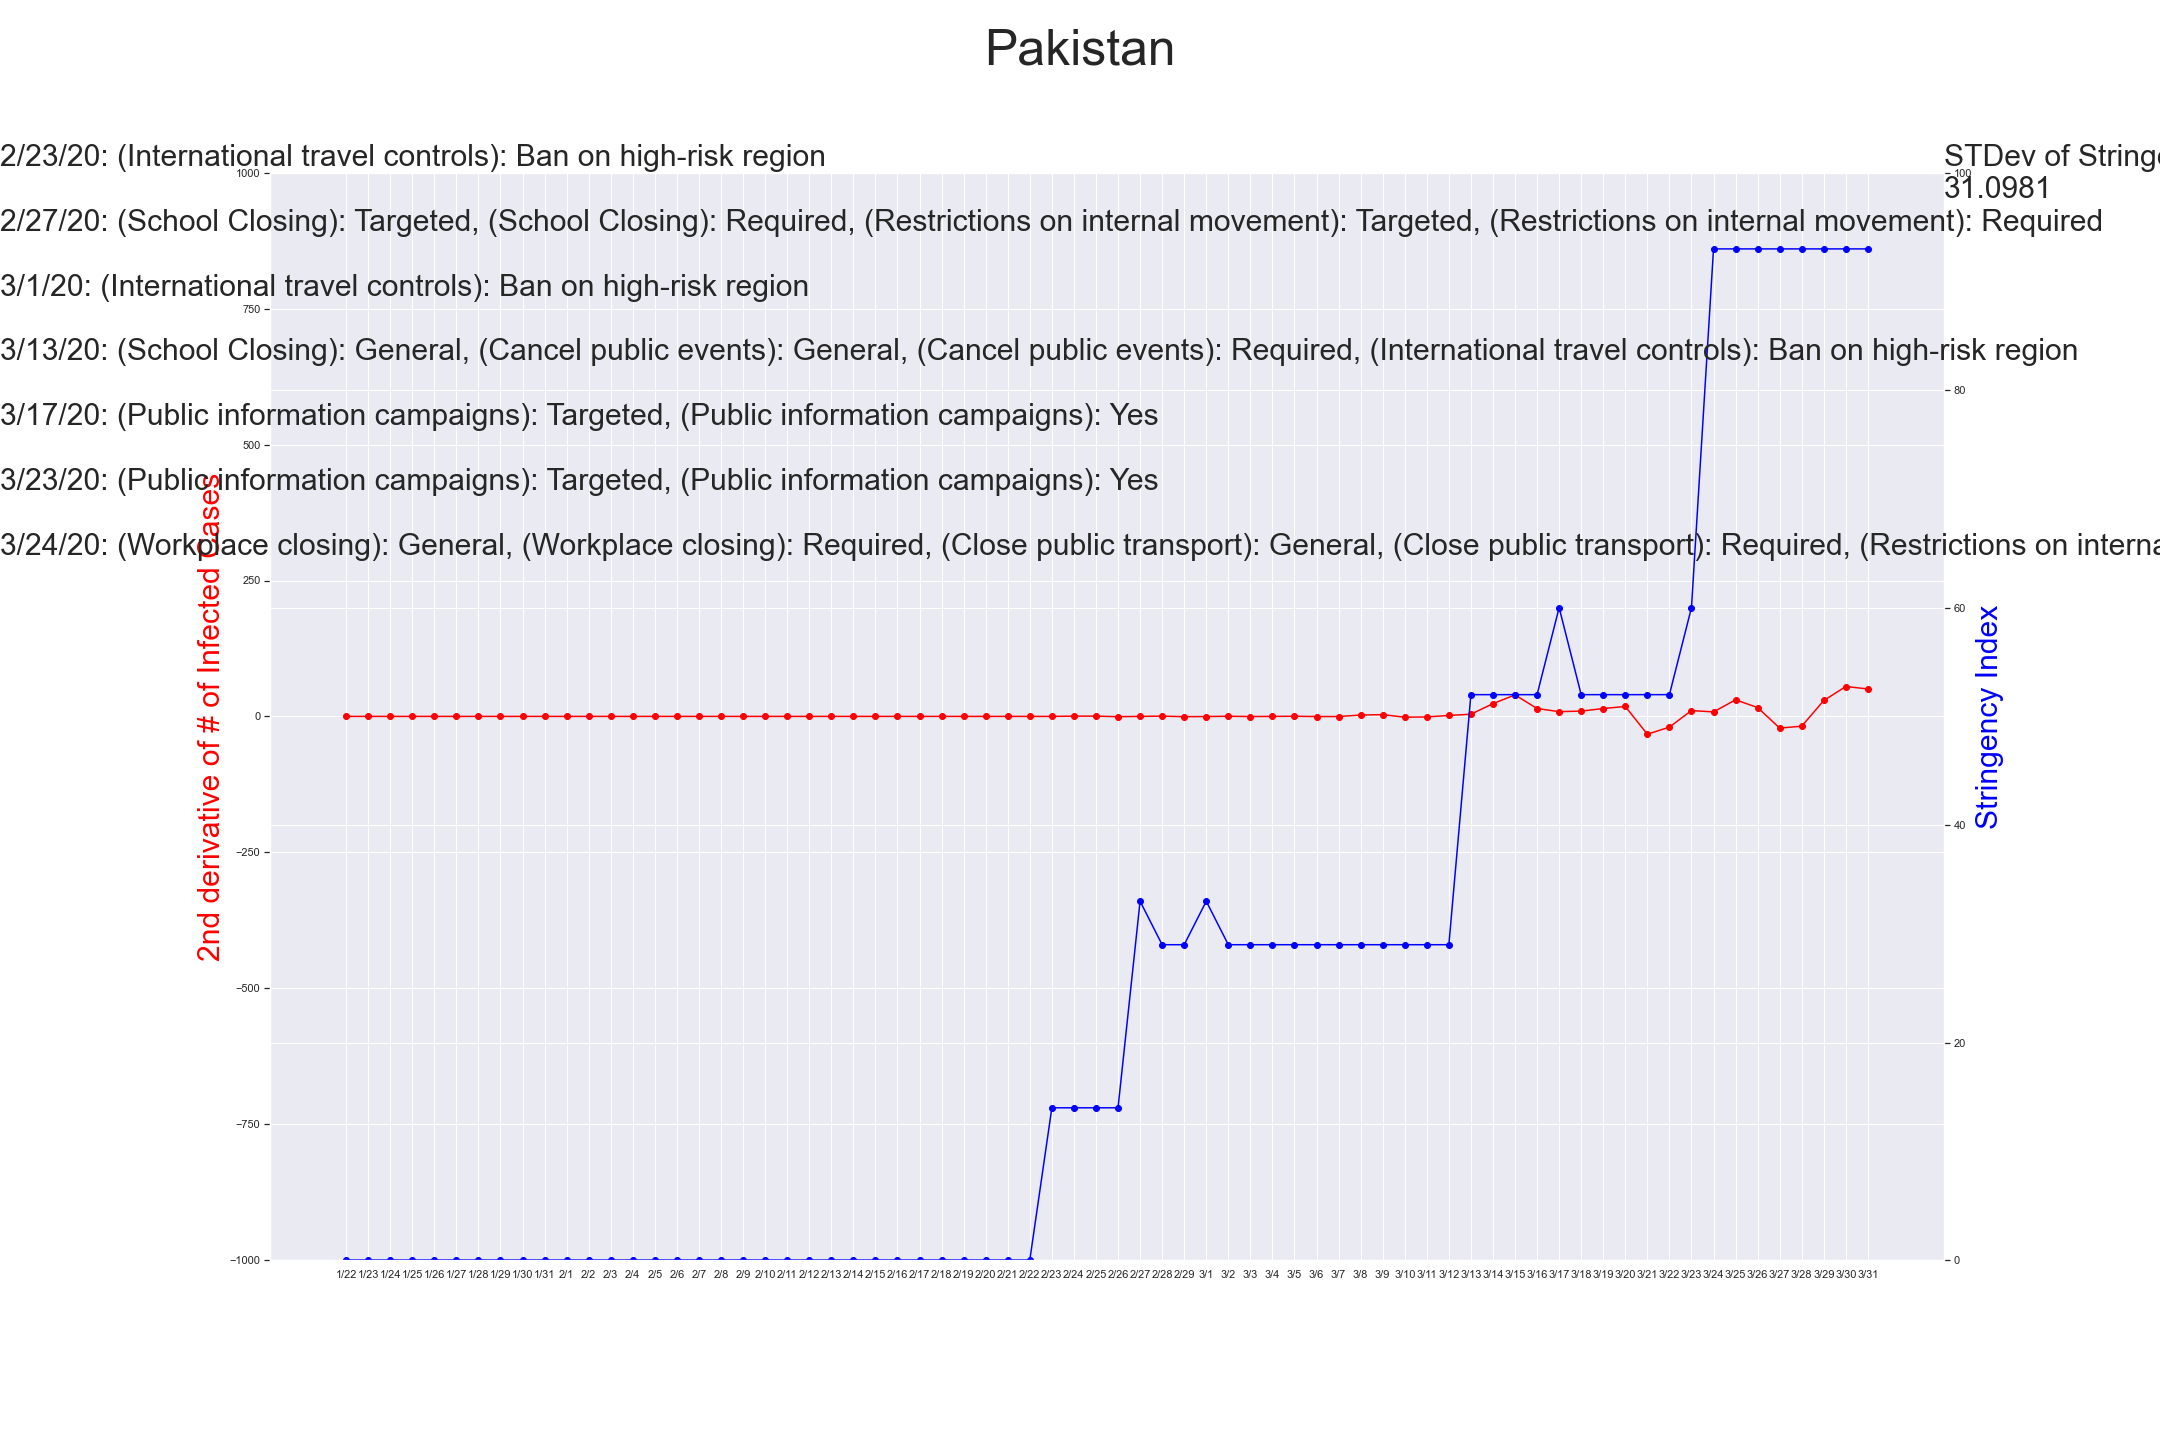 Pakistan
2/23/20: (International travel controls): Ban on high-risk region
STDev of Stringe
31.0981
2/27/20: (School Closing): Targeted, (School Closing): Required, (Restrictions on internal movement): Targeted, (Restrictions on internal movement): Required
3/1/20: (International travel controls): Ban on high-risk region
3/13/20: (School Closing): General, (Cancel public events): General, (Cancel public events): Required, (International travel controls): Ban on high-risk region
3/17/20: (Public information campaigns): Targeted, (Public information campaigns): Yes
3/23/20: (Public information campaigns): Targeted, (Public information campaigns): Yes
3/24/20: (Workplace closing): General, (Workplace closing): Required, (Close public transport): General, (Close public transport): Required, (Restrictions on interna
2nd derivative of # of Infected Cases
1000
750
500
250
0
−250
−500
−750
−1000
Stringency Index
100
80
60
40
20
0
1/22 1/23 1/24 1/25 1/26 1/27 1/28 1/29 1/30 1/31 2/1 2/2 2/3 2/4 2/5 2/6 2/7 2/8 2/9 2/10 2/11 2/12 2/13 2/14 2/15 2/16 2/17 2/18 2/19 2/20 2/21 2/22 2/23 2/24 2/25 2/26 2/27 2/28 2/29 3/1 3/2 3/3 3/4 3/5 3/6 3/7 3/8 3/9 3/10 3/11 3/12 3/13 3/14 3/15 3/16 3/17 3/18 3/19 3/20 3/21 3/22 3/23 3/24 3/25 3/26 3/27 3/28 3/29 3/30 3/31